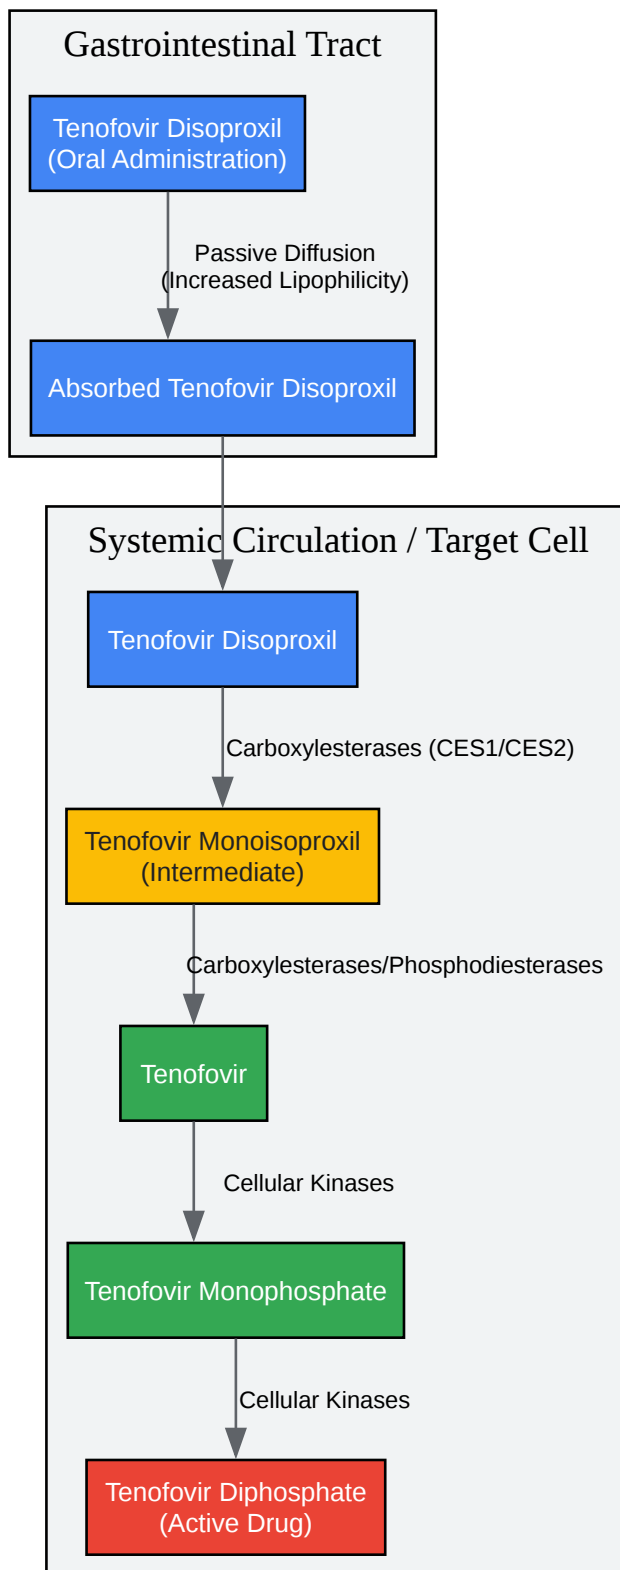 Gastrointestinal Tract
Tenofovir Disoproxil
(Oral Administration)
Passive Diffusion
(Increased Lipophilicity)
Absorbed Tenofovir Disoproxil
Systemic Circulation / Target Cell
Tenofovir Disoproxil
Carboxylesterases (CES1/CES2)
Tenofovir Monoisoproxil
(Intermediate)
Carboxylesterases/Phosphodiesterases
Tenofovir
Cellular Kinases
Tenofovir Monophosphate
Cellular Kinases
Tenofovir Diphosphate
(Active Drug)